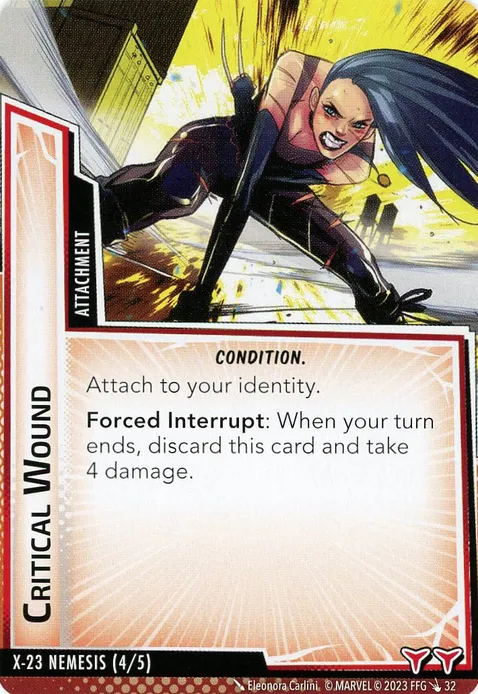 ATTACHMENT
CRITICAL WOUND
CONDITION.
Attach to your identity.
Forced Interrupt: When your turn
ends, discard this card and take
4 damage.
X-23 NEMESIS (4/5)
Eleonora Carlini. © MARVEL © 2023 FFG 32